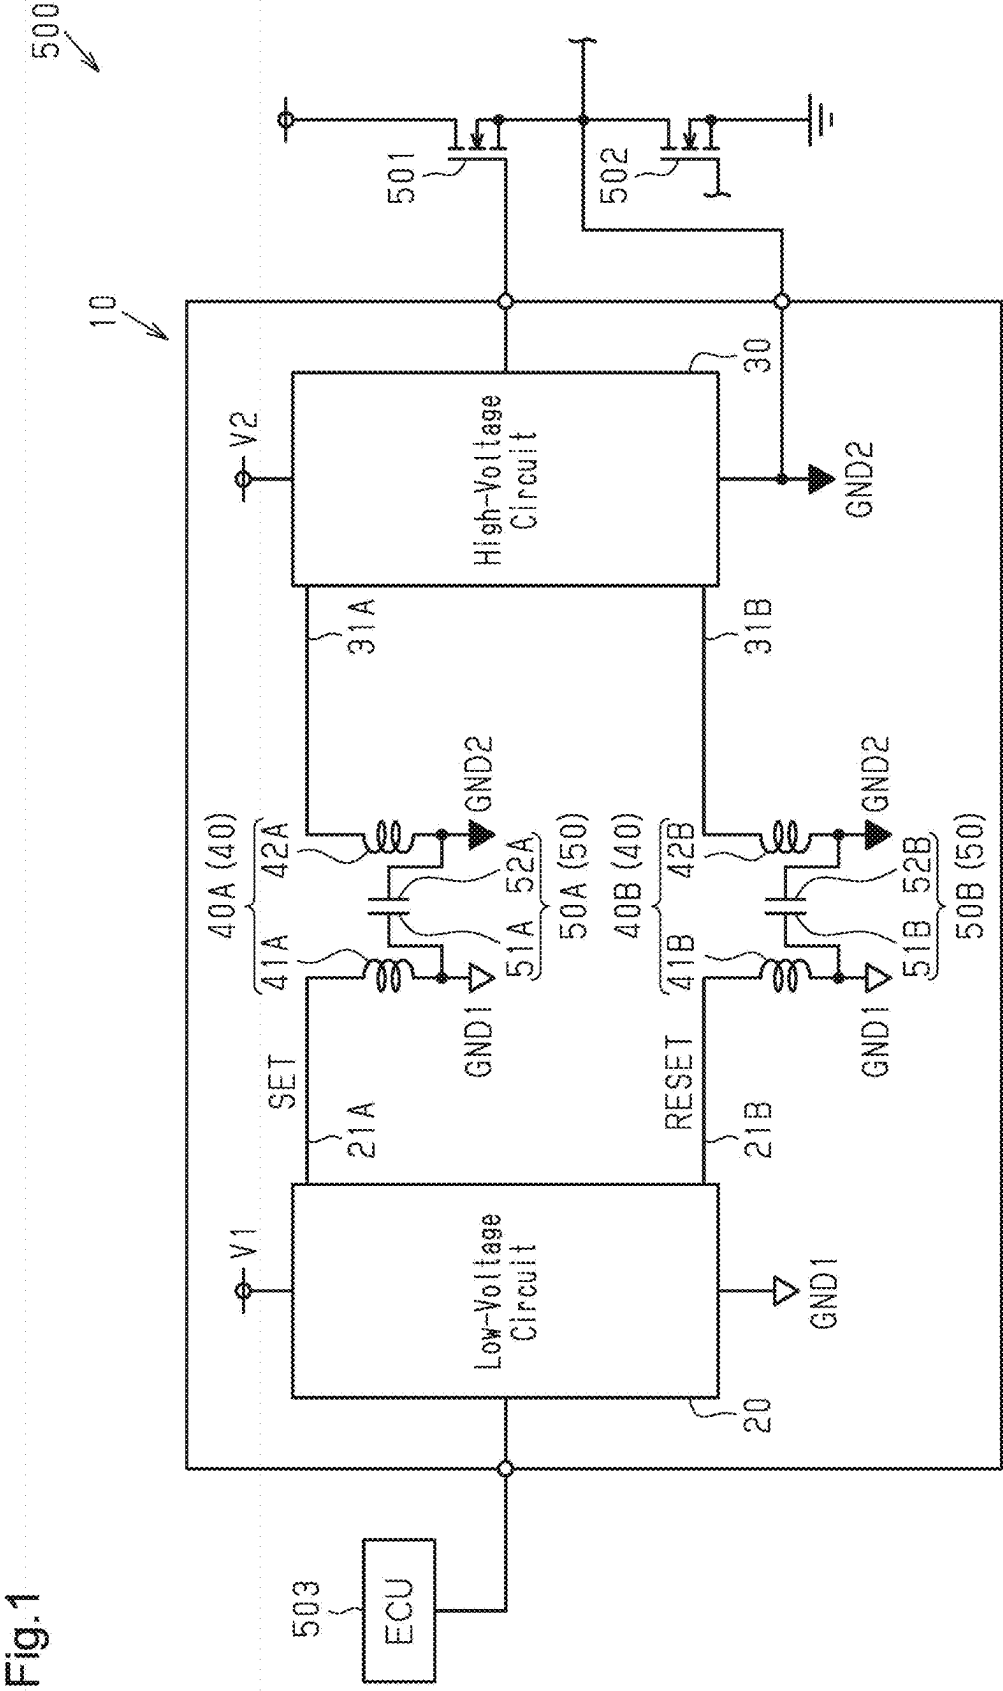 Fig.1
500
10
503
ECU
V1
Low-Voltage
Circuit
20
GND1
SET
21A
RESET
21B
40A (40)
41A
42A
GND1
GND2
51A
52A
50A (50)
40B (40)
41B
42B
GND1
GND2
51B
52B
50B (50)
31A
31B
V2
High-Voltage
Circuit
30
GND2
501
502